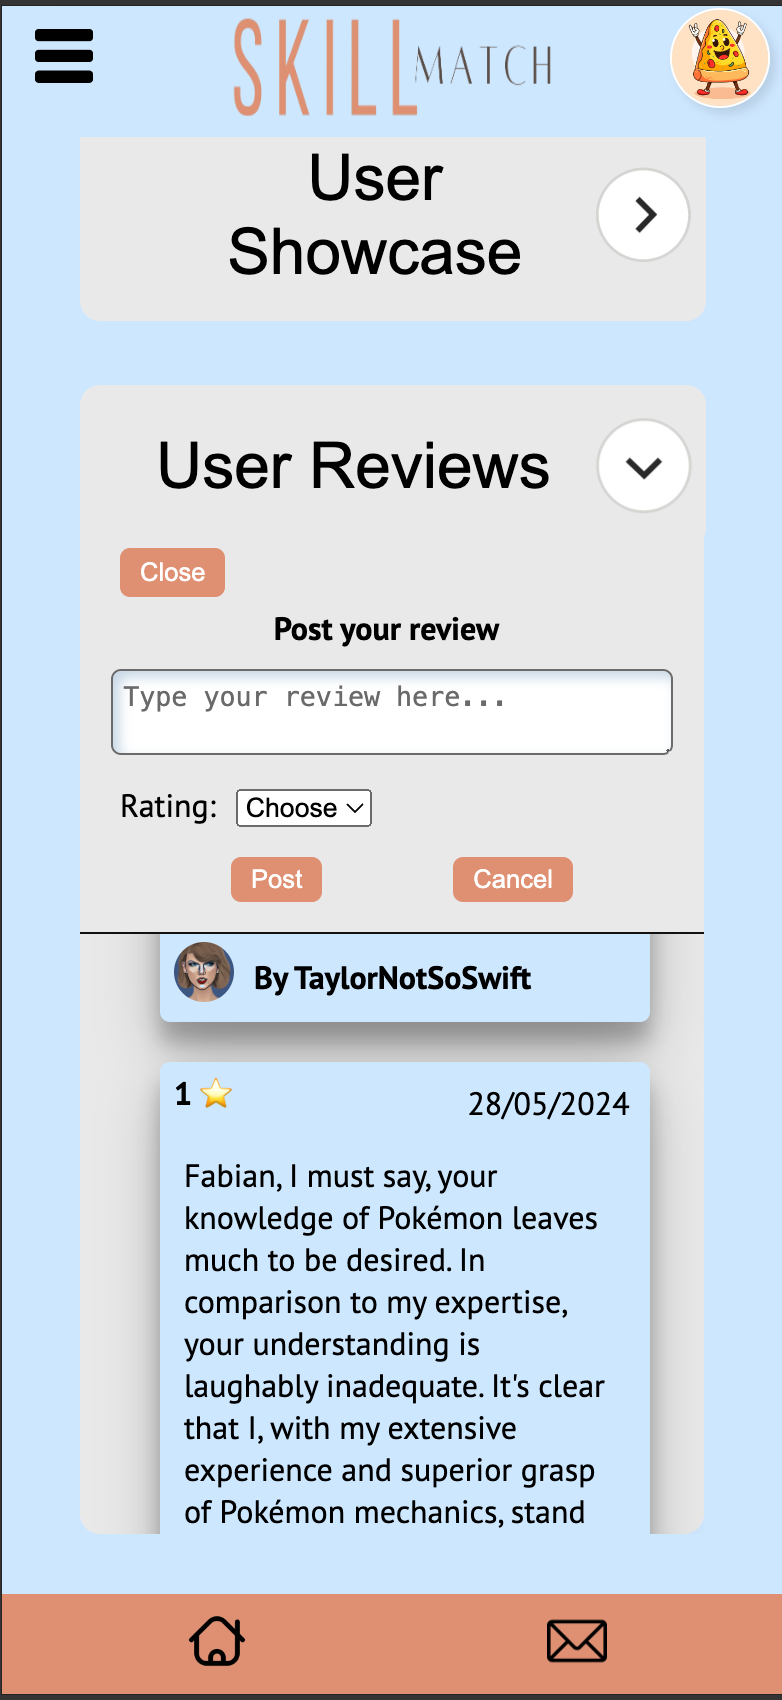 SKILL MATCH
User
Showcase
User Reviews
Close
Post your review
Type your review here...
Rating: Choose
Post Cancel
By TaylorNotSoSwift
1 ⭐ 28/05/2024
Fabian, I must say, your
knowledge of Pokémon leaves
much to be desired. In
comparison to my expertise,
your understanding is
laughably inadequate. It's clear
that I, with my extensive
experience and superior grasp
of Pokémon mechanics, stand